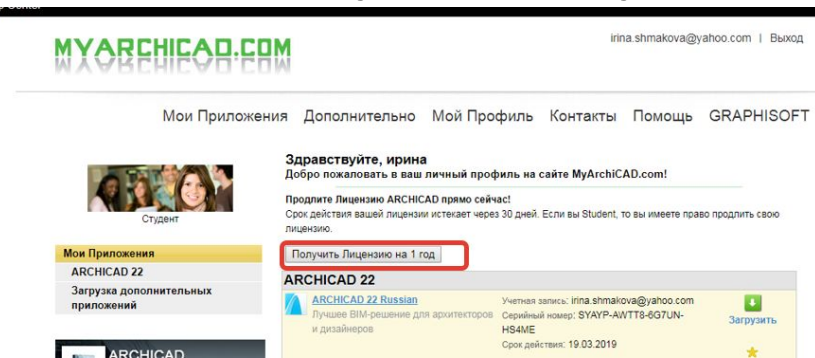 MYARCHICAD.COM
irina.shmakova@yahoo.com | Выход
Мои Приложения Дополнительно Мой Профиль Контакты Помощь GRAPHISOFT
Здравствуйте, ирина
Добро пожаловать в ваш личный профиль на сайте MyArchiCAD.com!
Продлите Лицензию ARCHICAD прямо сейчас!
Срок действия вашей лицензии истекает через 30 дней. Если вы Student, то вы имеете право продлить свою
лицензию.
Получить Лицензию на 1 год
Студент
Мои Приложения
ARCHICAD 22
Загрузка дополнительных
приложений
ARCHICAD
ARCHICAD 22
ARCHICAD 22 Russian
Лучшее BIM-решение для архитекторов
и дизайнеров
Учетная запись: irina.shmakova@yahoo.com
Серийный номер: SYAYP-AWTT8-6G7UN-
HS4ME
Срок действия: 19.03.2019
Загрузить